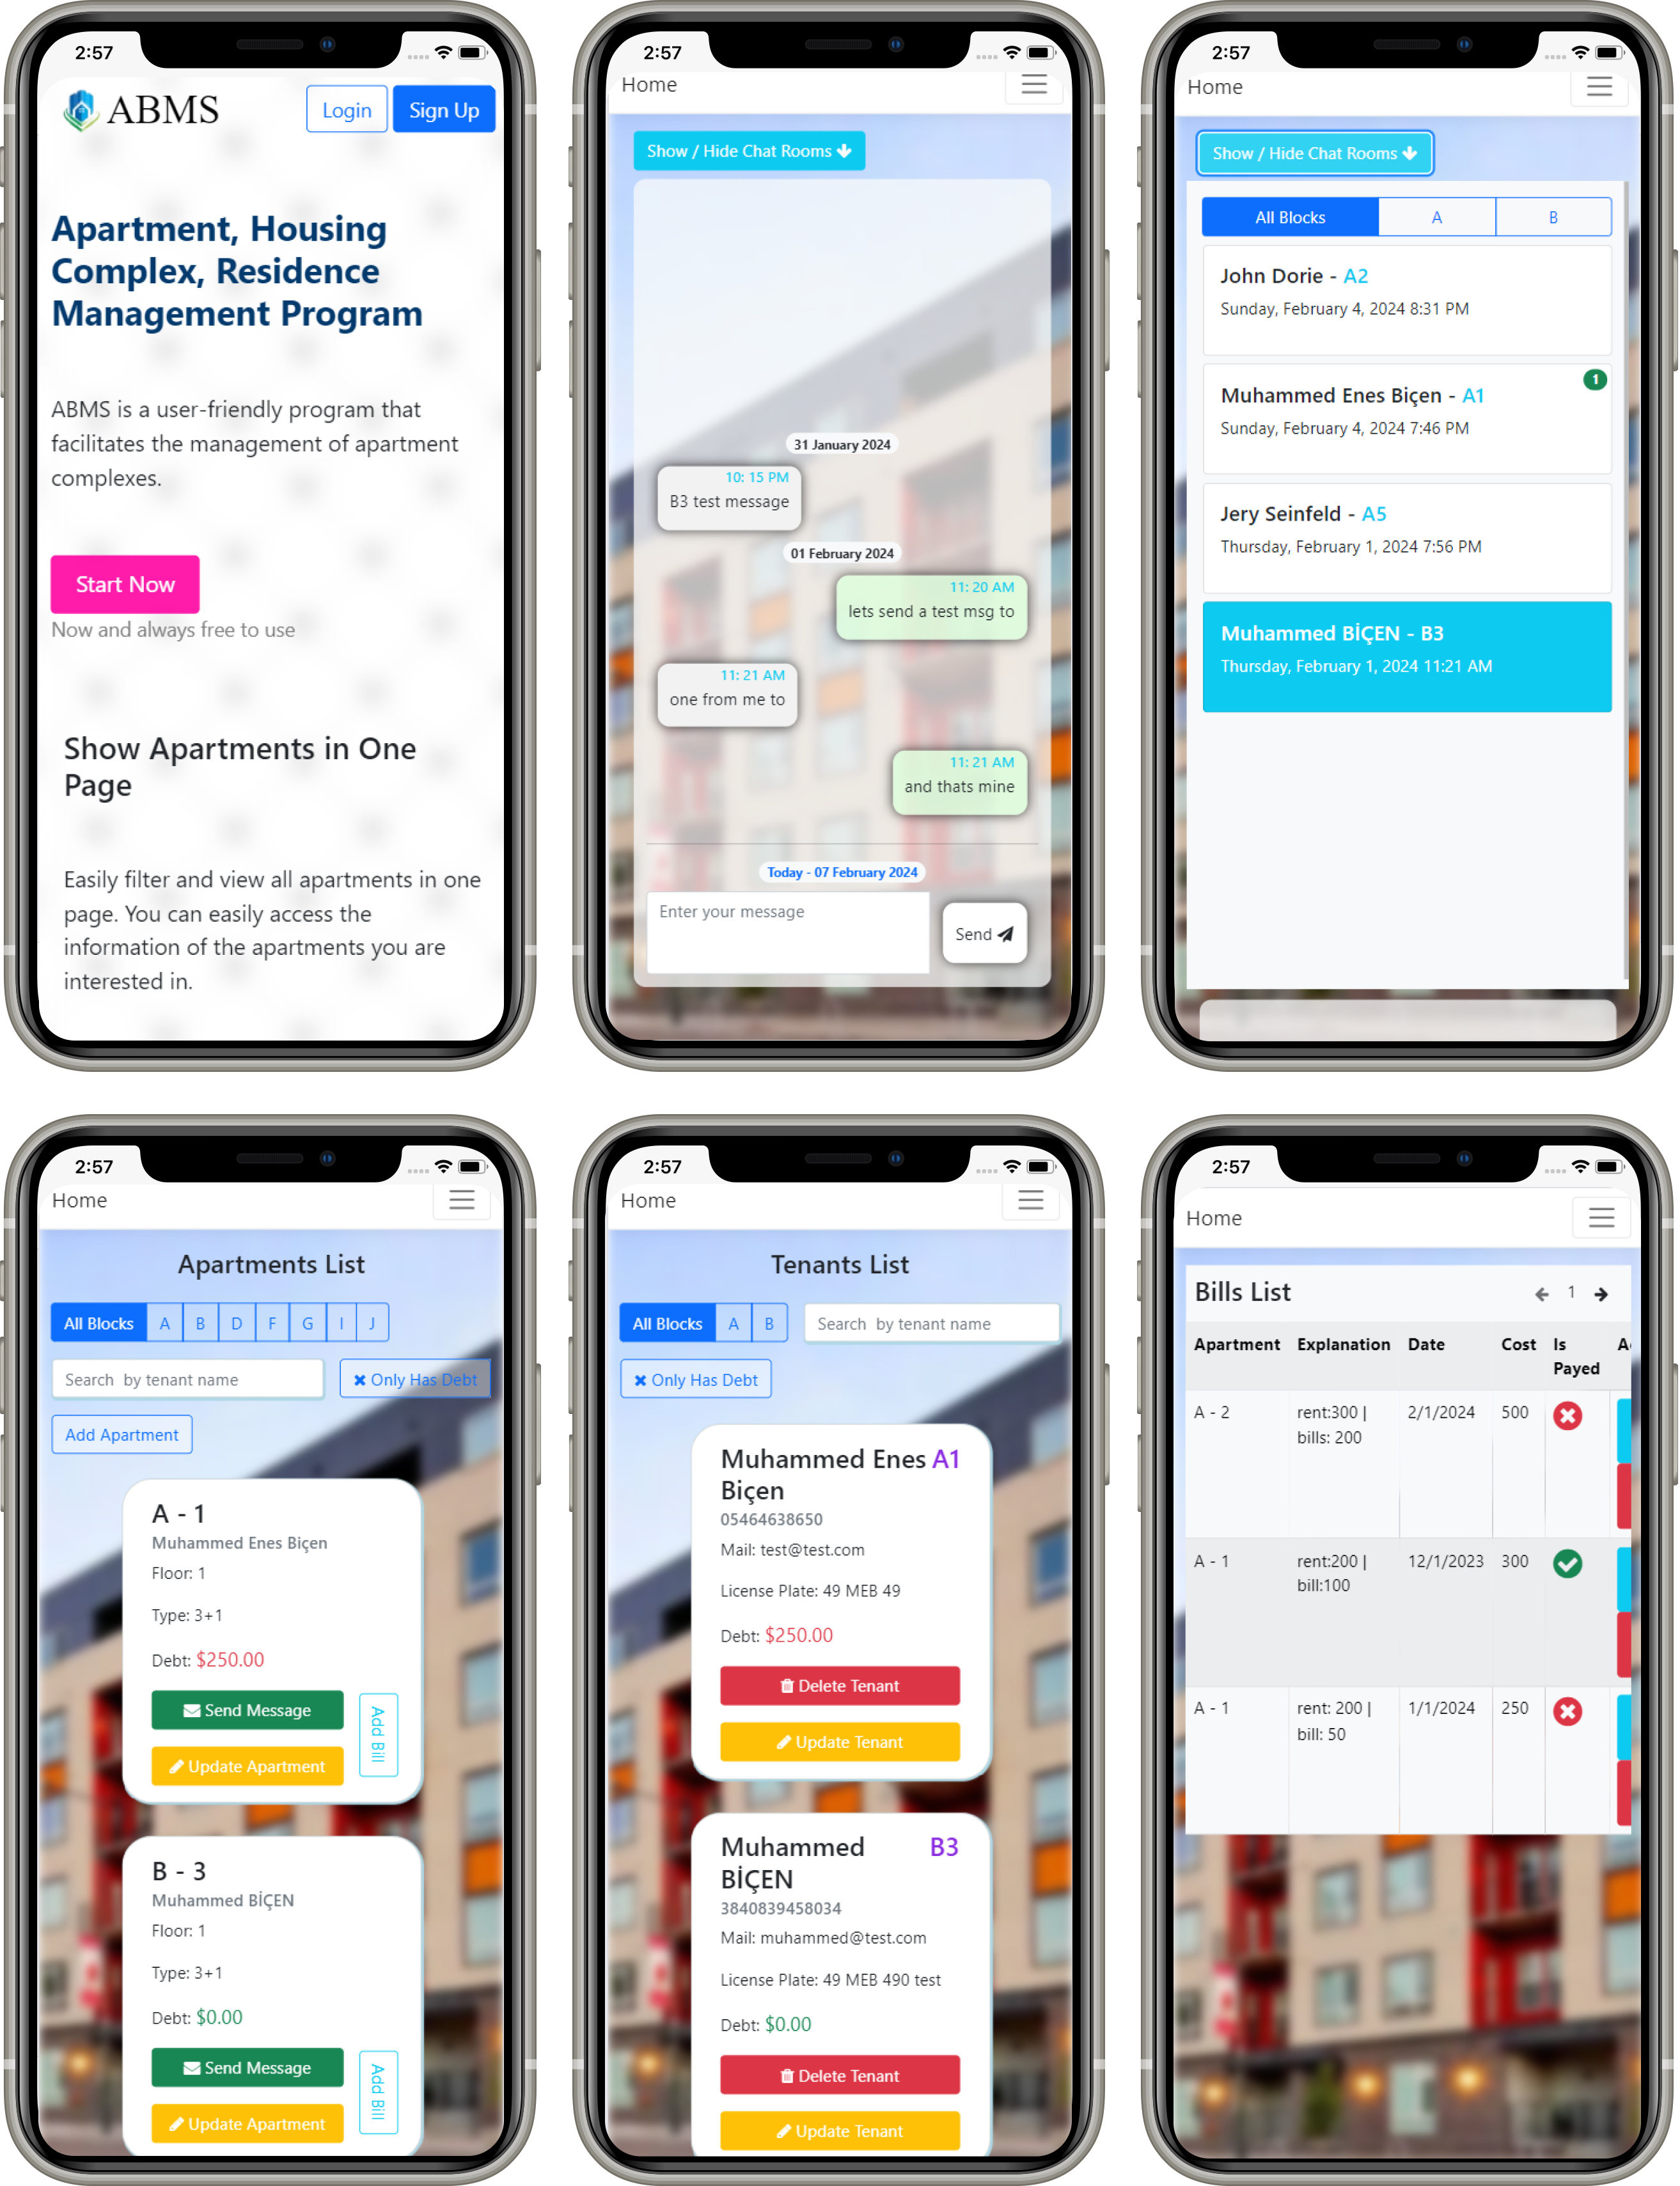 2:57
ABMS
Login
Sign Up
Apartment, Housing
Complex, Residence
Management Program
ABMS is a user-friendly program that
facilitates the management of apartment
complexes.
Start Now
Now and always free to use
Show Apartments in One
Page
Easily filter and view all apartments in one
page. You can easily access the
information of the apartments you are
interested in.
2:57
Home
Show / Hide Chat Rooms
31 January 2024
10: 15 PM
B3 test message
01 February 2024
11: 20 AM
lets send a test msg to
11: 21 AM
one from me to
11: 21 AM
and thats mine
Today - 07 February 2024
Enter your message
Send
2:57
Home
Show / Hide Chat Rooms
All Blocks A B
John Dorie - A2
Sunday, February 4, 2024 8:31 PM
1
Muhammed Enes Biçen - A1
Sunday, February 4, 2024 7:46 PM
Jery Seinfeld - A5
Thursday, February 1, 2024 7:56 PM
Muhammed BİÇEN - B3
Thursday, February 1, 2024 11:21 AM
2:57
Home
Apartments List
All Blocks A B D F G I J
Search by tenant name
Only Has Debt
Add Apartment
A - 1
Muhammed Enes Biçen
Floor: 1
Type: 3+1
Debt: $250.00
Send Message
Add Bill
Update Apartment
B - 3
Muhammed BİÇEN
Floor: 1
Type: 3+1
Debt: $0.00
Send Message
Add Bill
Update Apartment
2:57
Home
Tenants List
All Blocks A B
Search by tenant name
Only Has Debt
Muhammed Enes A1
Biçen
05464638650
Mail: test@test.com
License Plate: 49 MEB 49
Debt: $250.00
Delete Tenant
Update Tenant
Muhammed B3
BİÇEN
3840839458034
Mail: muhammed@test.com
License Plate: 49 MEB 490 test
Debt: $0.00
Delete Tenant
Update Tenant
2:57
Home
Bills List
1
Apartment Explanation Date Cost Is
Payed
A - 2 rent:300 | 2/1/2024 500
bills: 200
A - 1 rent:200 | 12/1/2023 300
bill:100
A - 1 rent: 200 | 1/1/2024 250
bill: 50